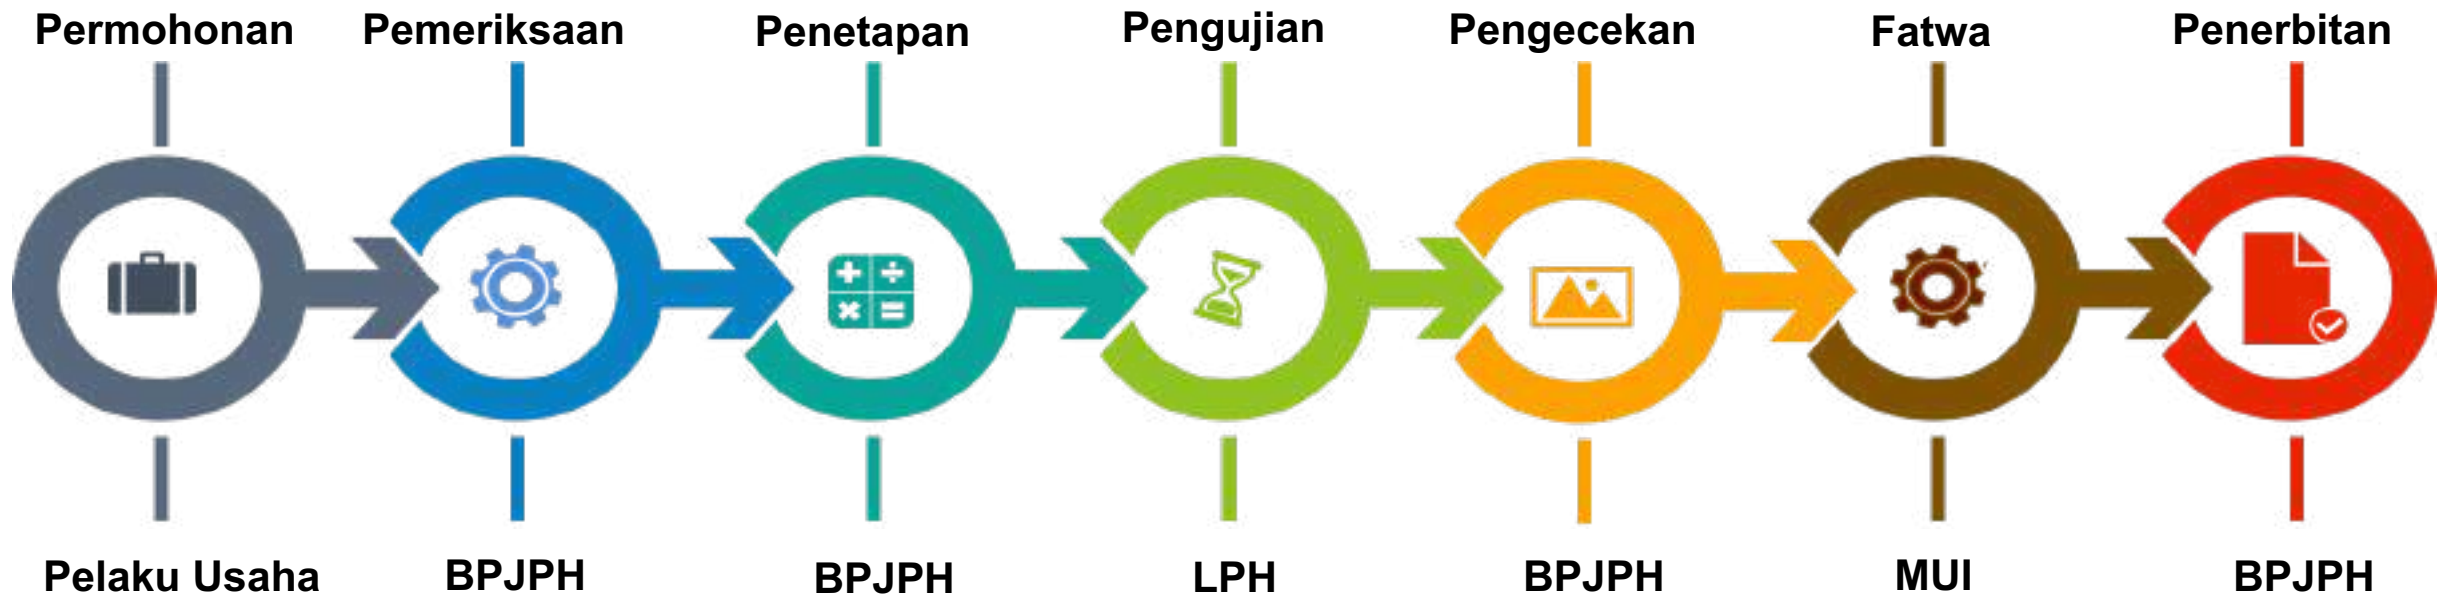 Permohonan
Pemeriksaan
Penetapan
Pengujian
Pengecekan
Fatwa
Penerbitan
Pelaku Usaha
BPJPH
BPJPH
LPH
BPJPH
MUI
BPJPH